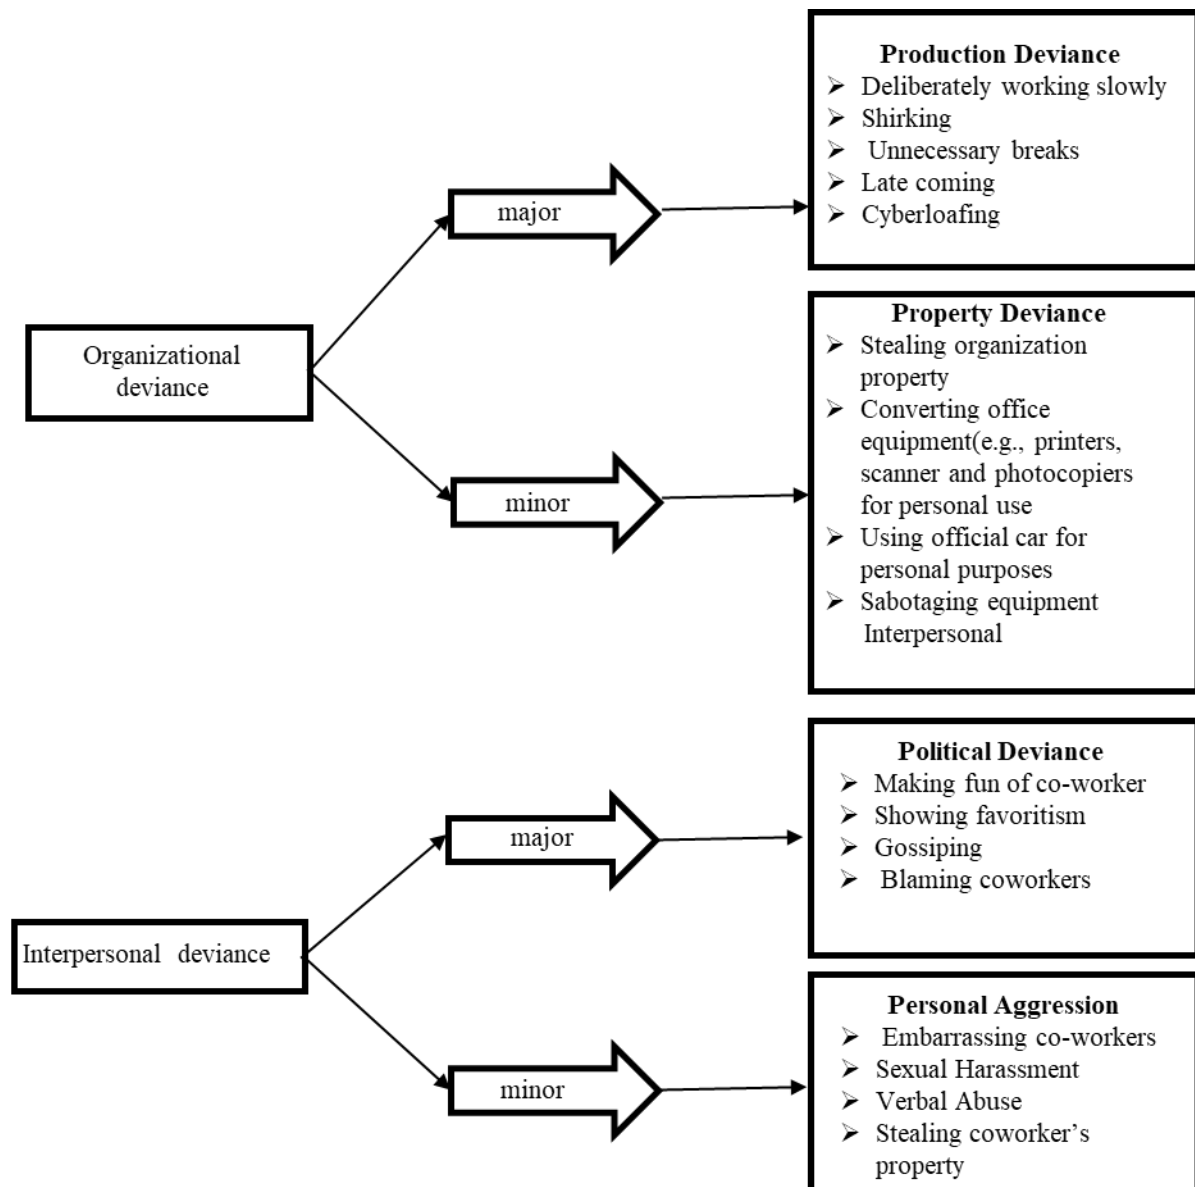 Production Deviance
➢ Deliberately working slowly
➢ Shirking
➢ Unnecessary breaks
➢ Late coming
➢ Cyberloafing
major
Organizational
deviance
minor
Property Deviance
➢ Stealing organization
property
➢ Converting office
equipment(e.g., printers,
scanner and photocopiers
for personal use
➢ Using official car for
personal purposes
➢ Sabotaging equipment
Interpersonal
Political Deviance
➢ Making fun of co-worker
➢ Showing favoritism
➢ Gossiping
➢ Blaming coworkers
major
Interpersonal deviance
minor
Personal Aggression
➢ Embarrassing co-workers
➢ Sexual Harassment
➢ Verbal Abuse
➢ Stealing coworker’s
property